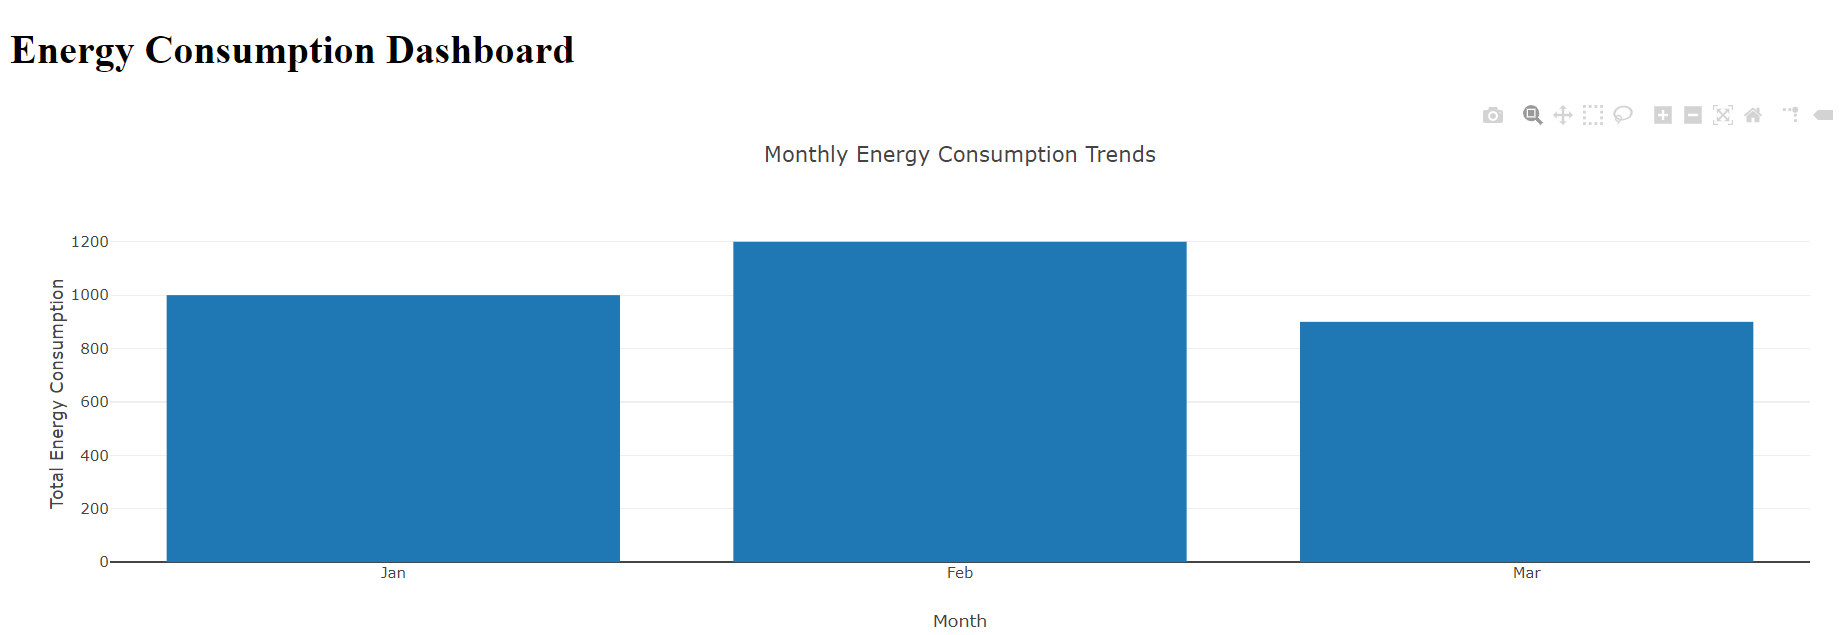 Energy Consumption Dashboard
Monthly Energy Consumption Trends
Total Energy Consumption
1200
1000
800
600
400
200
0
Jan
Feb
Mar
Month